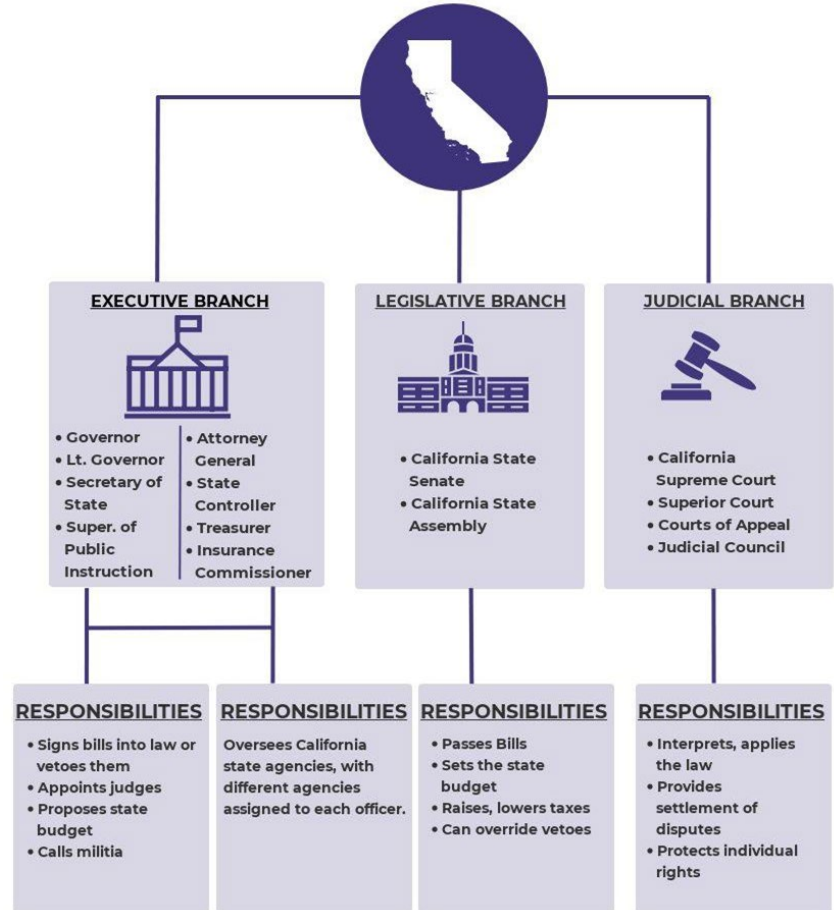 EXECUTIVE BRANCH
• Governor
• Lt. Governor
• Secretary of
State
• Super. of
Public
Instruction
• Attorney
General
• State
Controller
• Treasurer
• Insurance
Commissioner
LEGISLATIVE BRANCH
• California State
Senate
• California State
Assembly
JUDICIAL BRANCH
• California
Supreme Court
• Superior Court
• Courts of Appeal
• Judicial Council
RESPONSIBILITIES
• Signs bills into law or
vetoes them
• Appoints judges
• Proposes state
budget
• Calls militia
RESPONSIBILITIES
Oversees California
state agencies, with
different agencies
assigned to each officer.
RESPONSIBILITIES
• Passes Bills
• Sets the state
budget
• Raises, lowers taxes
• Can override vetoes
RESPONSIBILITIES
• Interprets, applies
the law
• Provides
settlement of
disputes
• Protects individual
rights